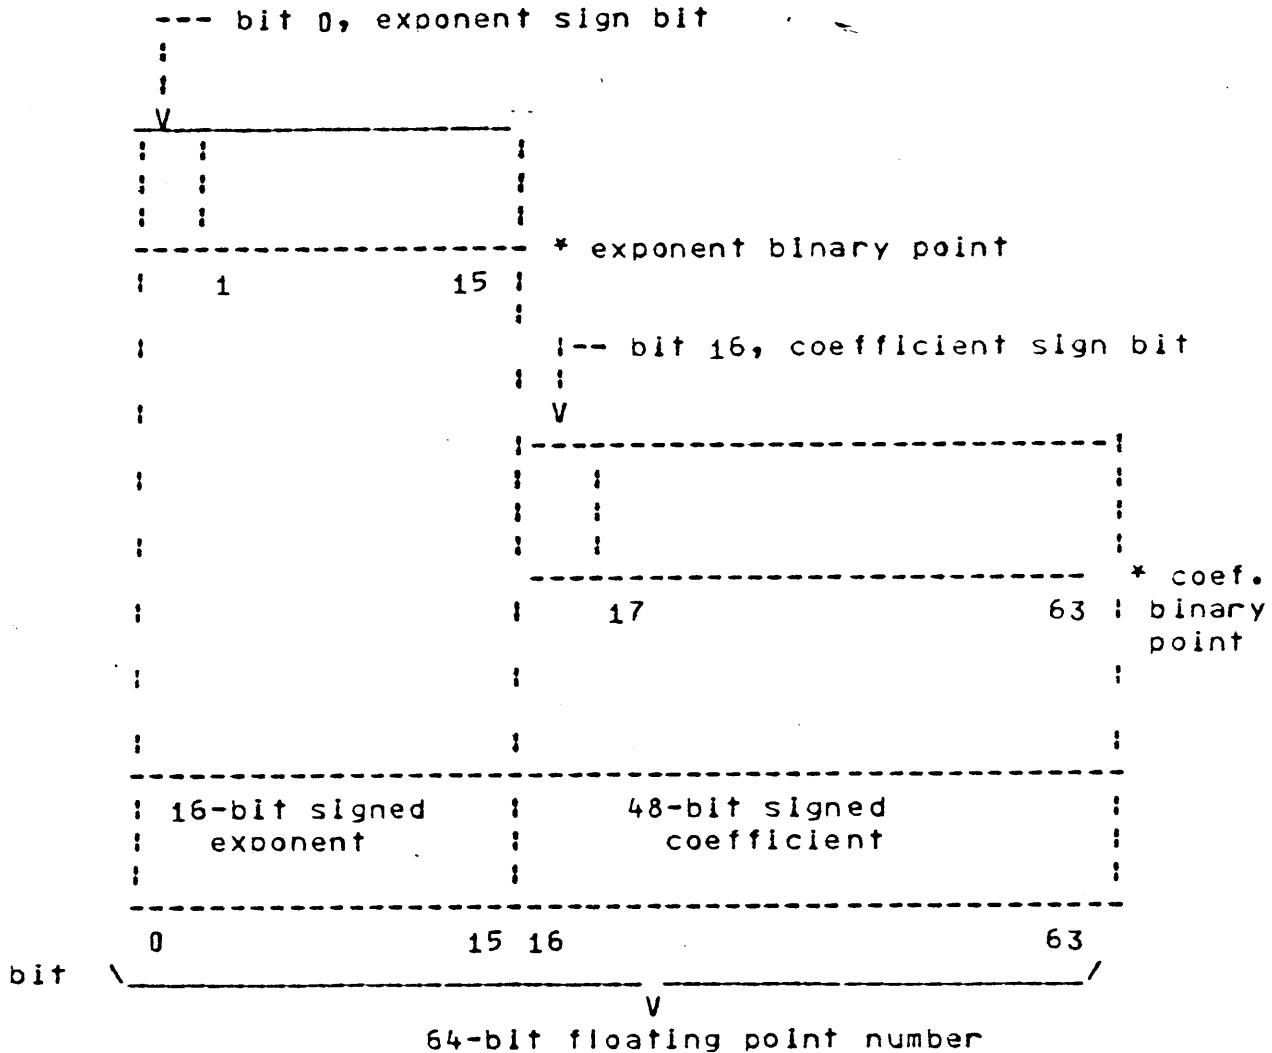 --- bit 0, exponent sign bit
V
* exponent binary point
1 15
|-- bit 16, coefficient sign bit
V
* coef.
17 63 binary
point
16-bit signed 48-bit signed
exponent coefficient
0 15 16 63
bit \ /
V
64-bit floating point number